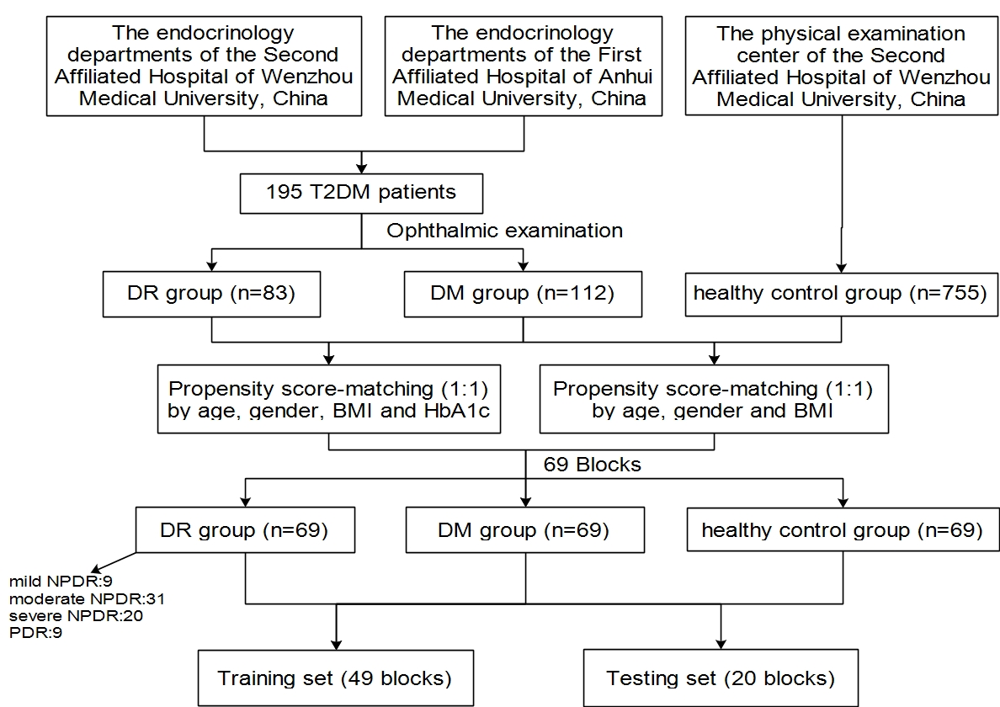 The endocrinology
departments of the Second
Affiliated Hospital of Wenzhou
Medical University, China
The endocrinology
departments of the First
Affiliated Hospital of Anhui
Medical University, China
The physical examination
center of the Second
Affiliated Hospital of Wenzhou
Medical University, China
195 T2DM patients
Ophthalmic examination
DR group (n=83)
DM group (n=112)
healthy control group (n=755)
Propensity score-matching (1:1)
by age, gender, BMI and HbA1c
Propensity score-matching (1:1)
by age, gender and BMI
69 Blocks
DR group (n=69)
DM group (n=69)
healthy control group (n=69)
mild NPDR:9
moderate NPDR:31
severe NPDR:20
PDR:9
Training set (49 blocks)
Testing set (20 blocks)